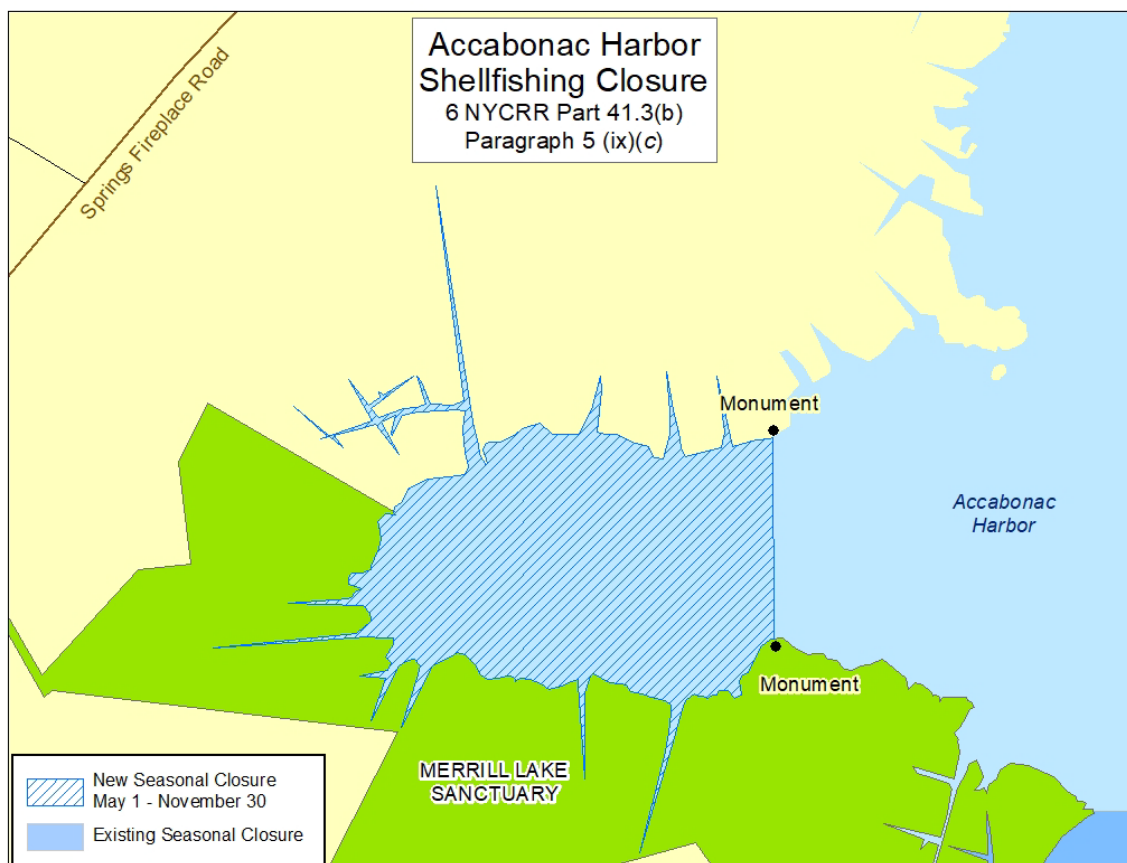 Accabonac Harbor
Shellfishing Closure
6 NYCRR Part 41.3(b)
Paragraph 5 (ix)(c)
Springs Fireplace Road
Monument
Accabonac
Harbor
Monument
MERRILL LAKE
SANCTUARY
New Seasonal Closure
May 1 - November 30
Existing Seasonal Closure